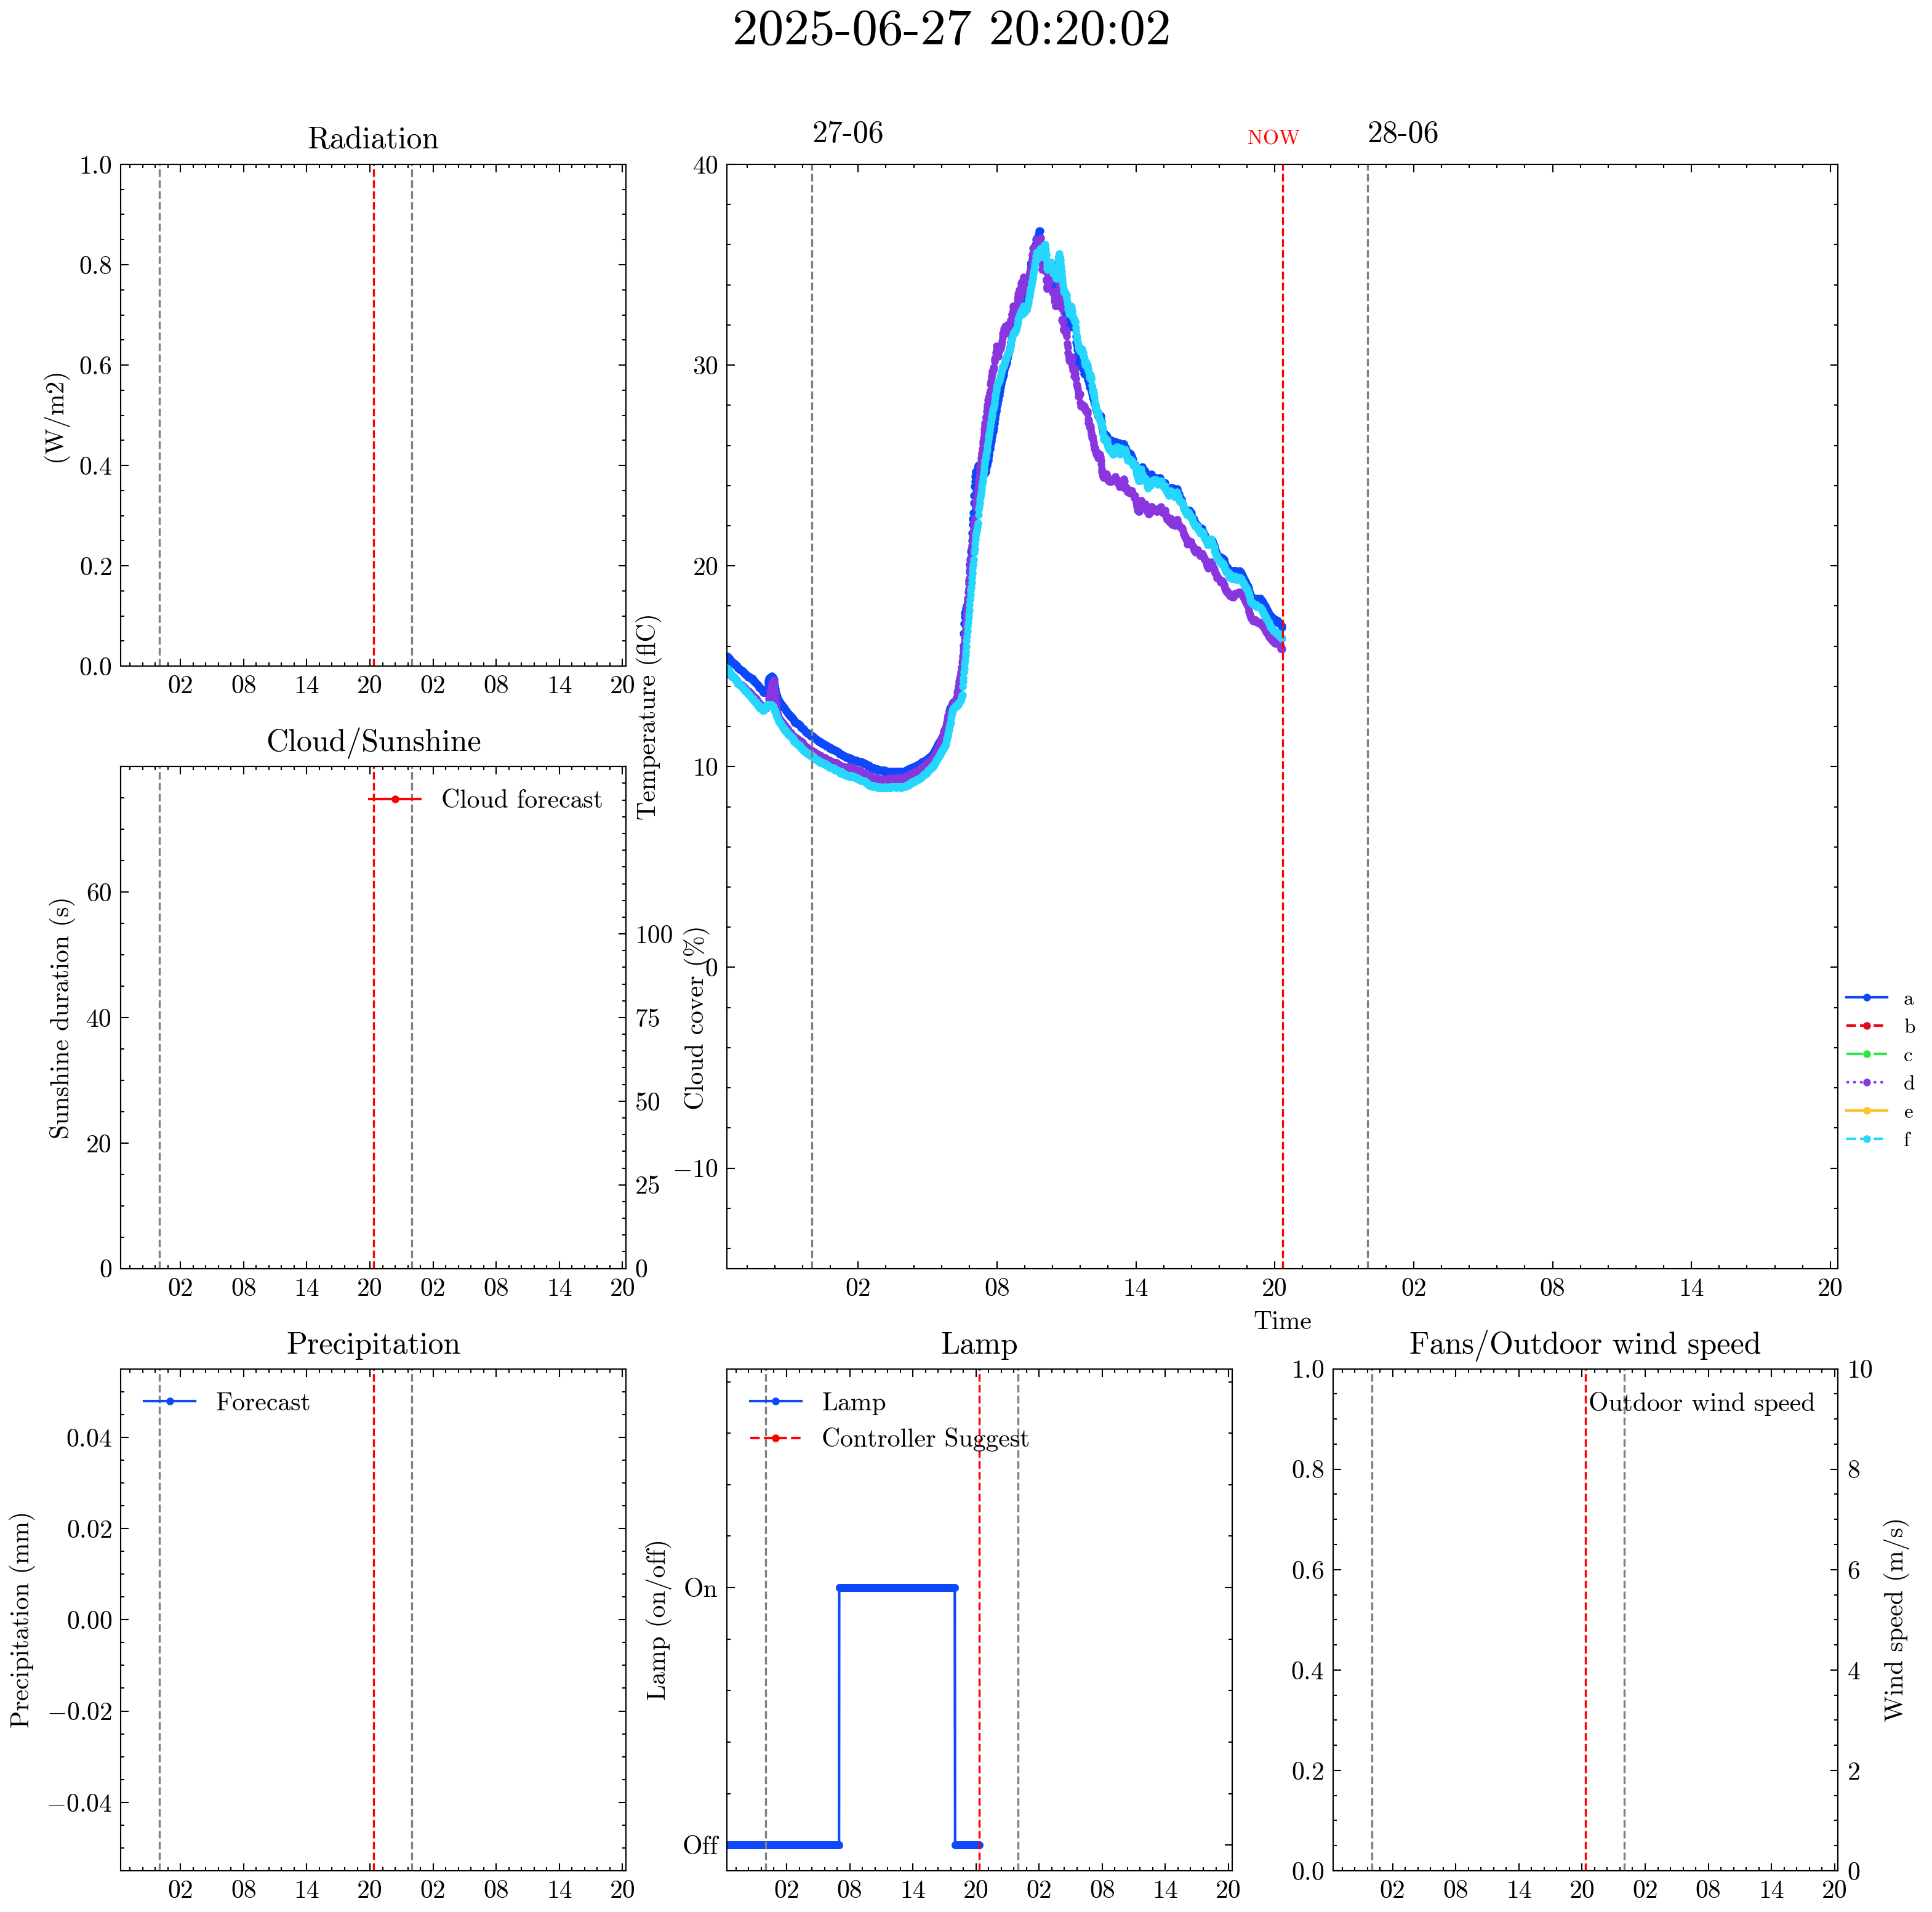 2025-06-27 20:20:02
Radiation
(W/m2)
1.0
0.8
0.6
0.4
0.2
0.0
02 08 14 20 02 08 14 20
27-06 NOW 28-06
Temperature (flC)
40
30
20
10
0
−10
02 08 14 20 02 08 14 20
Time
a
b
c
d
e
f
Cloud/Sunshine
Cloud forecast
Sunshine duration (s)
60
40
20
0
Cloud cover (%)
100
75
50
25
0
02 08 14 20 02 08 14 20
Precipitation
Forecast
Precipitation (mm)
0.04
0.02
0.00
−0.02
−0.04
02 08 14 20 02 08 14 20
Lamp
Lamp
Controller Suggest
Lamp (on/off)
On
Off
02 08 14 20 02 08 14 20
Fans/Outdoor wind speed
Outdoor wind speed
1.0
0.8
0.6
0.4
0.2
0.0
10
8
6
4
2
0
Wind speed (m/s)
02 08 14 20 02 08 14 20